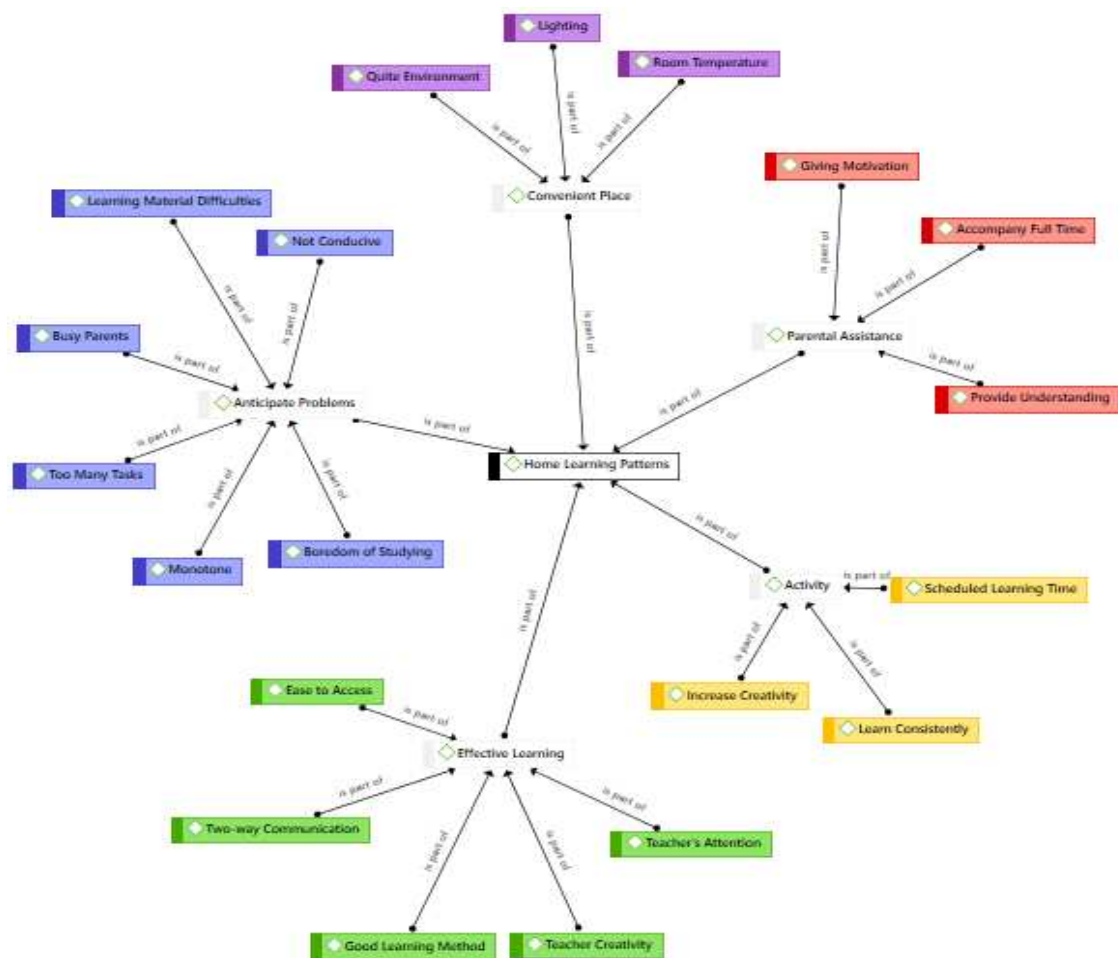 Lighting
Quite Environment
Room Temperature
is part of
is part of
is part of
Convenient Place
Giving Motivation
Accompany Full Time
is part of
is part of
Parental Assistance
is part of
Provide Understanding
is part of
Learning Material Difficulties
Not Conducive
is part of
is part of
Busy Parents
is part of
Anticipate Problems
is part of
Too Many Tasks
is part of
Monotone
is part of
Boredom of Studying
is part of
is part of
Home Learning Patterns
is part of
Activity
is part of
Scheduled Learning Time
is part of
Increase Creativity
is part of
Learn Consistently
is part of
Ease to Access
is part of
Effective Learning
is part of
Two-way Communication
is part of
Teacher's Attention
is part of
is part of
Good Learning Method
Teacher Creativity